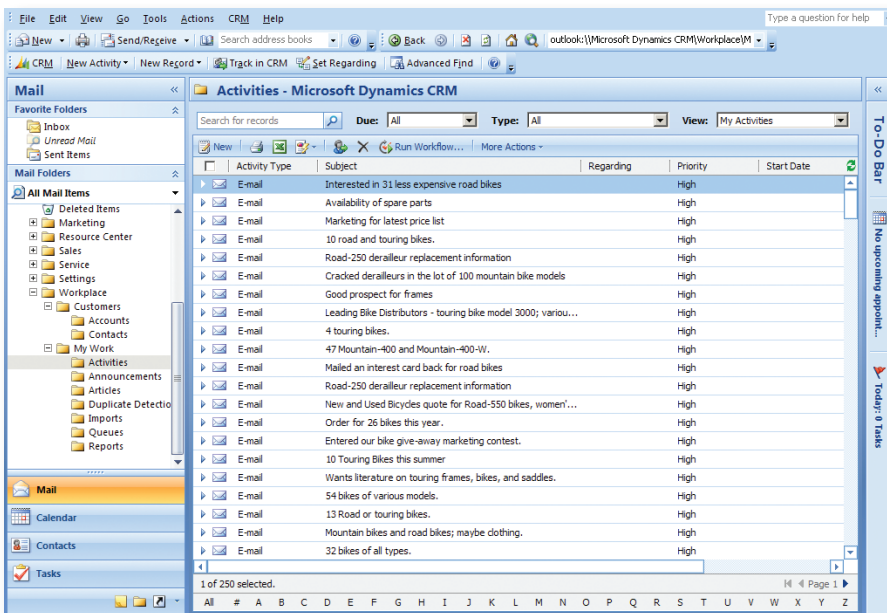 File Edit View Go Tools Actions CRM Help Type a question for help
New Send/Receive Search address books Back outlook:\\Microsoft Dynamics CRM\Workplace\M
CRM New Activity New Record Track in CRM Set Regarding Advanced Find
Mail «
Favorite Folders
Inbox
Unread Mail
Sent Items
Mail Folders
All Mail Items
Deleted Items
Marketing
Resource Center
Sales
Service
Settings
Workplace
Customers
Accounts
Contacts
My Work
Activities
Announcements
Articles
Duplicate Detectio
Imports
Queues
Reports
Mail
Calendar
Contacts
Tasks
Activities - Microsoft Dynamics CRM
Search for records Due: All Type: All View: My Activities
New Run Workflow... More Actions
Activity Type Subject Regarding Priority Start Date
E-mail Interested in 31 less expensive road bikes High
E-mail Availability of spare parts High
E-mail Marketing for latest price list High
E-mail 10 road and touring bikes. High
E-mail Road-250 derailleur replacement information High
E-mail Cracked derailleurs in the lot of 100 mountain bike models High
E-mail Good prospect for frames High
E-mail Leading Bike Distributors - touring bike model 3000; variou... High
E-mail 4 touring bikes. High
E-mail 47 Mountain-400 and Mountain-400-W. High
E-mail Mailed an interest card back for road bikes High
E-mail Road-250 derailleur replacement information High
E-mail New and Used Bicycles quote for Road-550 bikes, women'... High
E-mail Order for 26 bikes this year. High
E-mail Entered our bike give-away marketing contest. High
E-mail 10 Touring Bikes this summer High
E-mail Wants literature on touring frames, bikes, and saddles. High
E-mail 54 bikes of various models. High
E-mail 13 Road or touring bikes. High
E-mail Mountain bikes and road bikes; maybe clothing. High
E-mail 32 bikes of all types. High
1 of 250 selected. Page 1
All # A B C D E F G H I J K L M N O P Q R S T U V W X Y Z
«
To-Do Bar
No upcoming appoint...
Today: 0 Tasks